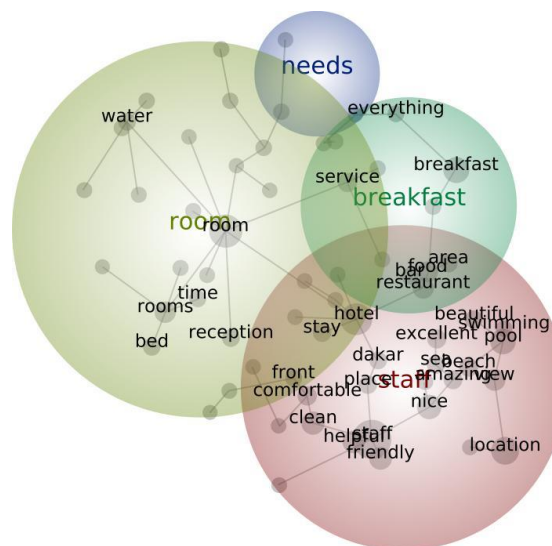 needs
everything
water
breakfast
service
breakfast
room
room
area
food
bar
restaurant
time
rooms
hotel
beautiful
swimming
stay
reception
bed
excellent
pool
dakar
sea
beach
front
place
staff
amazing
view
comfortable
nice
clean
helpful
staff
friendly
location